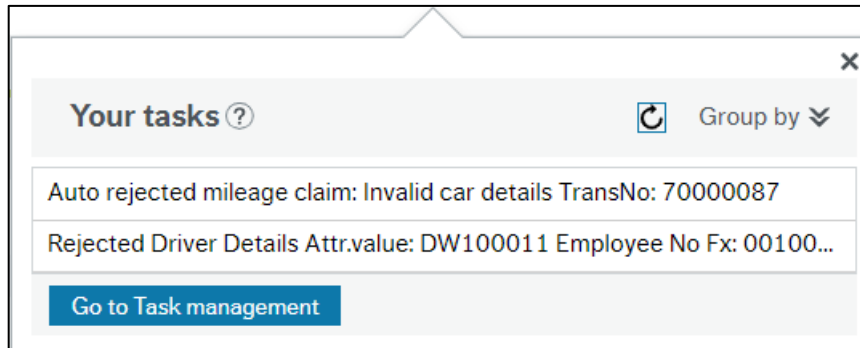 Your tasks ?
Group by
Auto rejected mileage claim: Invalid car details TransNo: 70000087
Rejected Driver Details Attr.value: DW100011 Employee No Fx: 00100...
Go to Task management